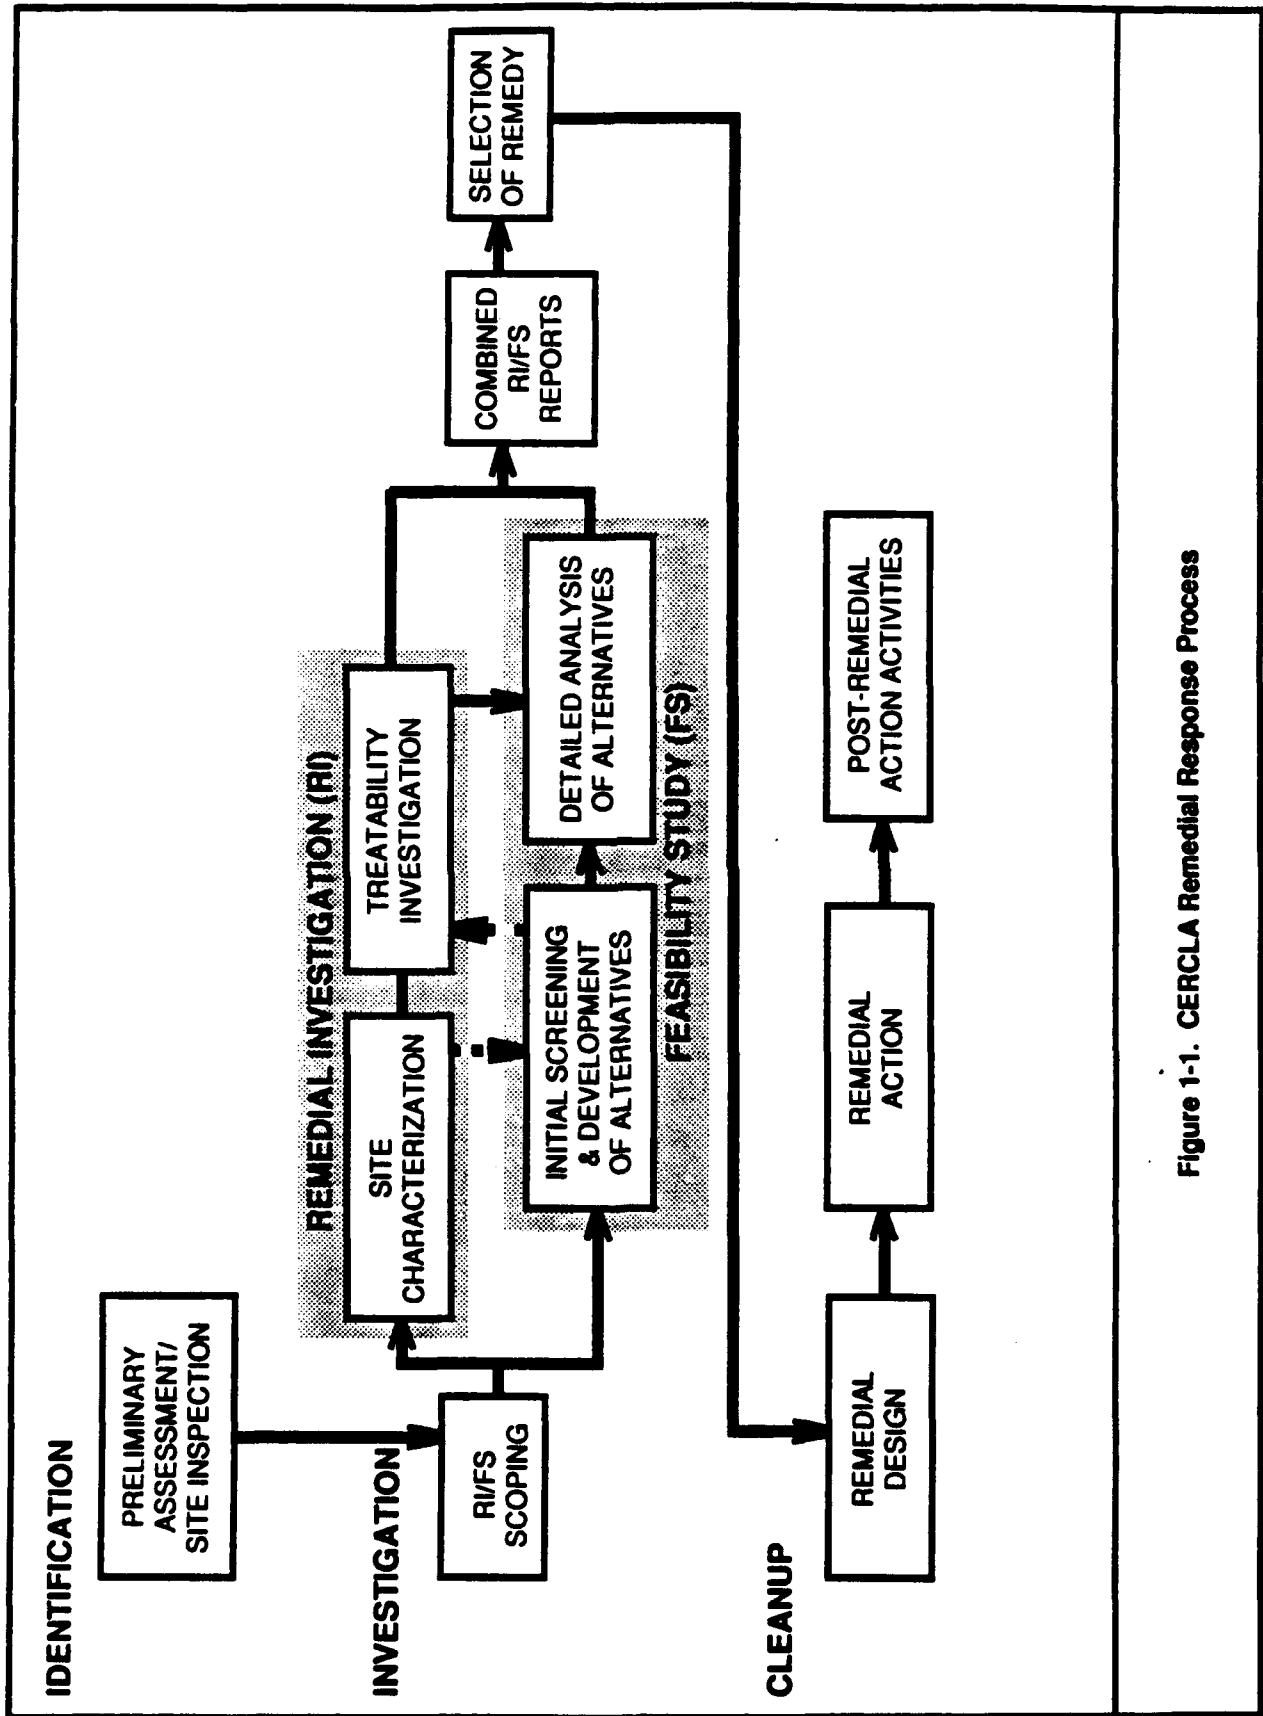 IDENTIFICATION
PRELIMINARY
ASSESSMENT/
SITE INSPECTION
INVESTIGATION
RI/FS
SCOPING
REMEDIAL INVESTIGATION (RI)
SITE
CHARACTERIZATION
TREATABILITY
INVESTIGATION
INITIAL SCREENING
& DEVELOPMENT
OF ALTERNATIVES
DETAILED ANALYSIS
OF ALTERNATIVES
FEASIBILITY STUDY (FS)
COMBINED
RI/FS
REPORTS
SELECTION
OF REMEDY
CLEANUP
REMEDIAL
DESIGN
REMEDIAL
ACTION
POST-REMEDIAL
ACTION ACTIVITIES
Figure 1-1. CERCLA Remedial Response Process